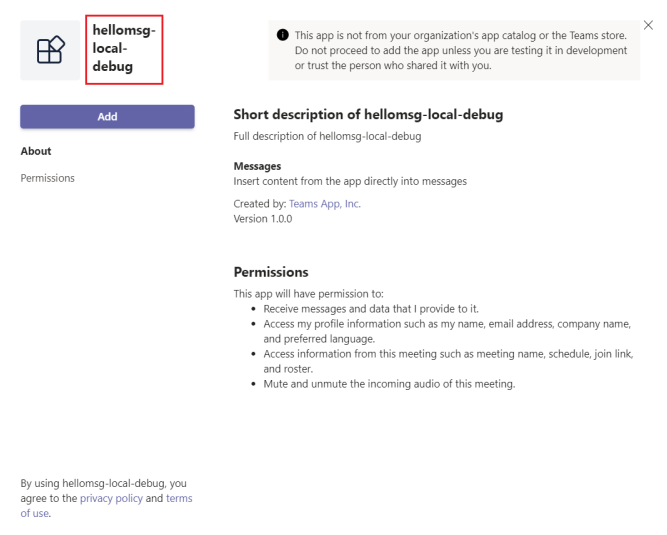 hellomsg-
local-
debug
This app is not from your organization's app catalog or the Teams store.
Do not proceed to add the app unless you are testing it in development
or trust the person who shared it with you.
Add
About
Permissions
Short description of hellomsg-local-debug
Full description of hellomsg-local-debug
Messages
Insert content from the app directly into messages
Created by: Teams App, Inc.
Version 1.0.0
Permissions
This app will have permission to:
• Receive messages and data that I provide to it.
• Access my profile information such as my name, email address, company name,
and preferred language.
• Access information from this meeting such as meeting name, schedule, join link,
and roster.
• Mute and unmute the incoming audio of this meeting.
By using hellomsg-local-debug, you
agree to the privacy policy and terms
of use.